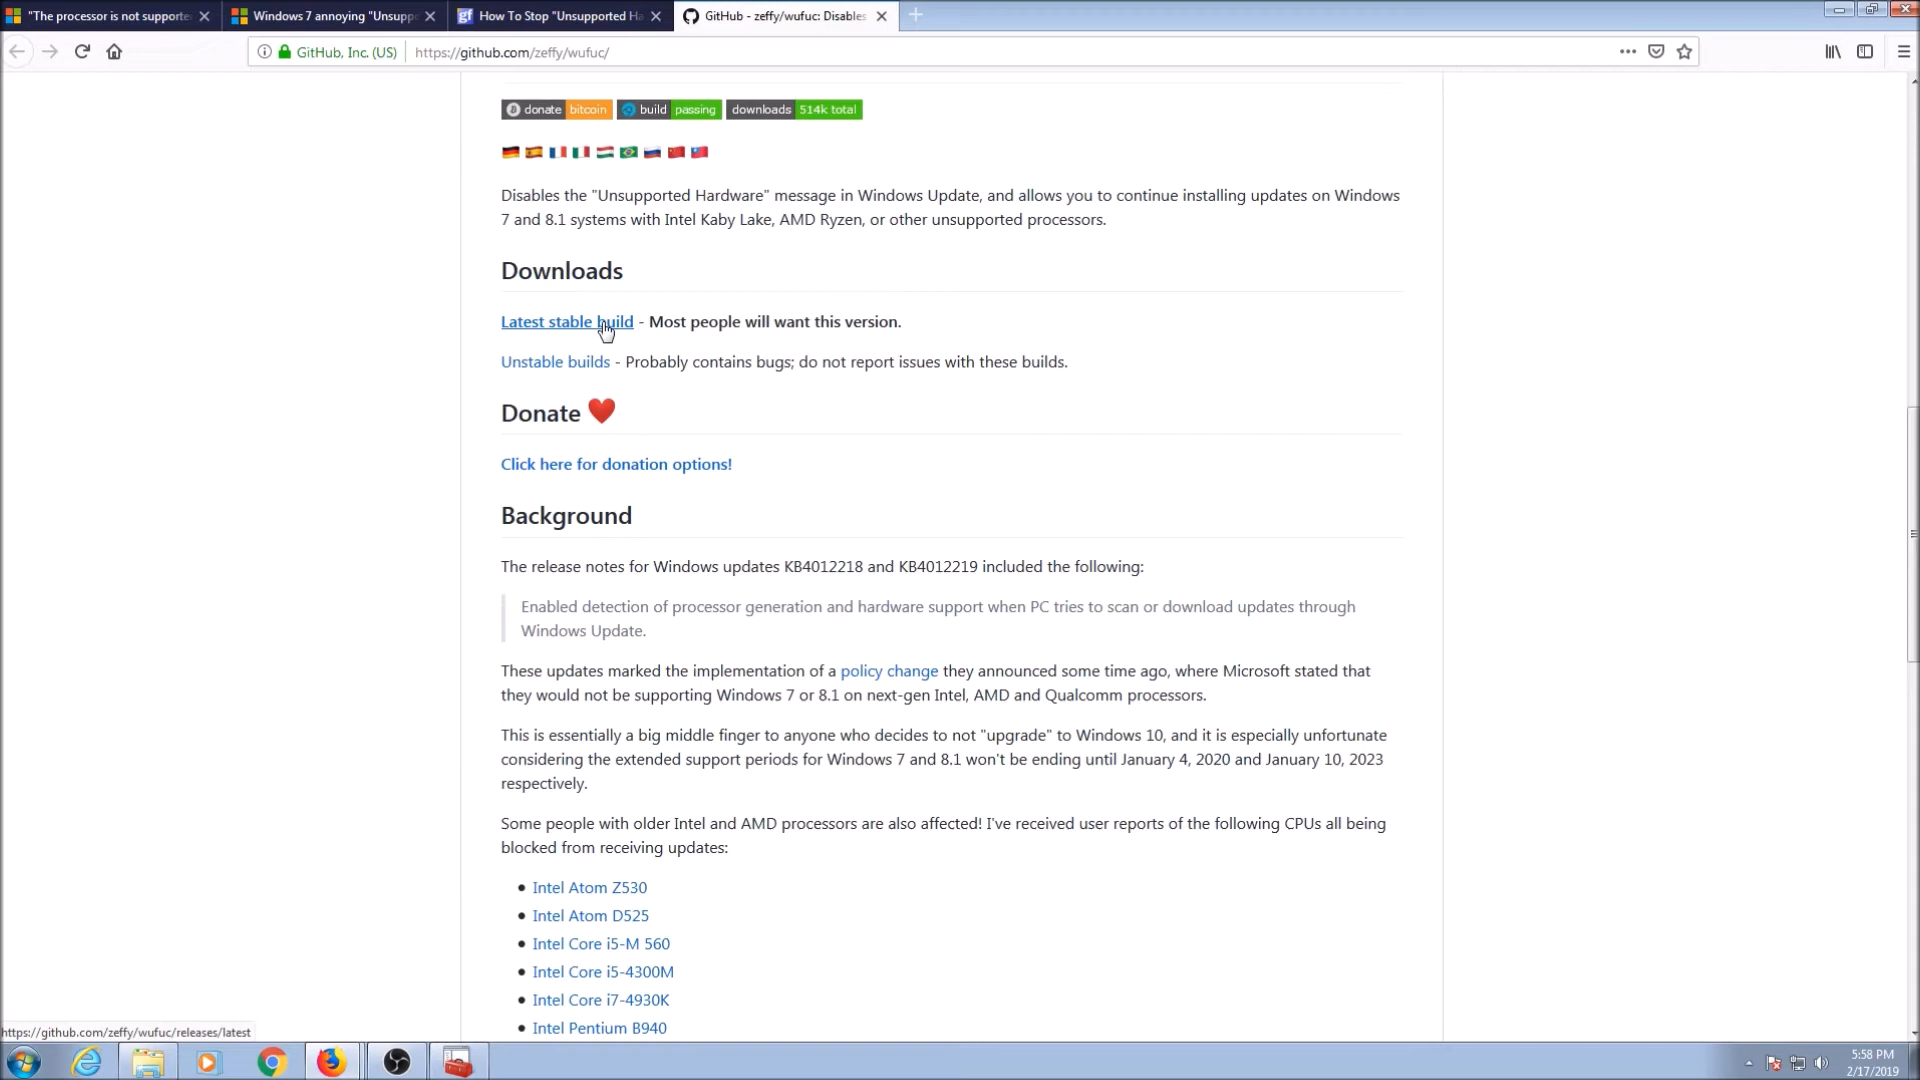 "The processor is not supporte
Windows 7 annoying "Unsupp
How To Stop "Unsupported Ha
GitHub - zeffy/wufuc: Disables
GitHub, Inc. (US)
https://github.com/zeffy/wufuc/
donate bitcoin build passing downloads 514k total
Disables the "Unsupported Hardware" message in Windows Update, and allows you to continue installing updates on Windows
7 and 8.1 systems with Intel Kaby Lake, AMD Ryzen, or other unsupported processors.
Downloads
Latest stable build - Most people will want this version.
Unstable builds - Probably contains bugs; do not report issues with these builds.
Donate ❤
Click here for donation options!
Background
The release notes for Windows updates KB4012218 and KB4012219 included the following:
Enabled detection of processor generation and hardware support when PC tries to scan or download updates through
Windows Update.
These updates marked the implementation of a policy change they announced some time ago, where Microsoft stated that
they would not be supporting Windows 7 or 8.1 on next-gen Intel, AMD and Qualcomm processors.
This is essentially a big middle finger to anyone who decides to not "upgrade" to Windows 10, and it is especially unfortunate
considering the extended support periods for Windows 7 and 8.1 won't be ending until January 4, 2020 and January 10, 2023
respectively.
Some people with older Intel and AMD processors are also affected! I've received user reports of the following CPUs all being
blocked from receiving updates:
• Intel Atom Z530
• Intel Atom D525
• Intel Core i5-M 560
• Intel Core i5-4300M
• Intel Core i7-4930K
• Intel Pentium B940
https://github.com/zeffy/wufuc/releases/latest
5:58 PM
2/17/2019